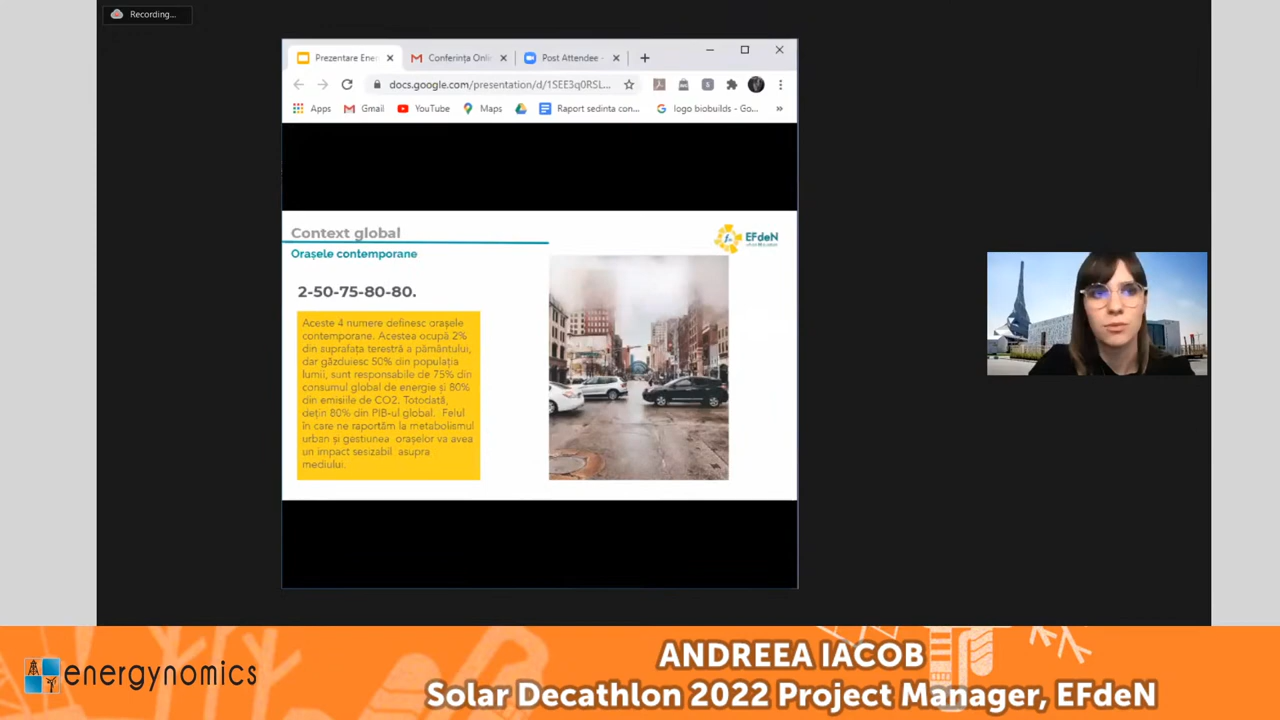 Recording...
Prezentare Ener
Conferința Onlin
Post Attendee -
docs.google.com/presentation/d/1SEE3q0RSL...
Apps
Gmail
YouTube
Maps
Raport sedinta con...
logo biobuilds - Go...
Context global
EFdeN
Orașele contemporane
2-50-75-80-80.
Aceste 4 numere definesc orașele
contemporane. Acestea ocupă 2%
din suprafața terestră a pământului,
dar găzduiesc 50% din populația
lumii, sunt responsabile de 75% din
consumul global de energie și 80%
din emisiile de CO2. Totodată,
dețin 80% din PIB-ul global. Felul
în care ne raportăm la metabolismul
urban și gestiunea orașelor va avea
un impact sesizabil asupra
mediului.
energynomics
ANDREEA IACOB
Solar Decathlon 2022 Project Manager, EFdeN